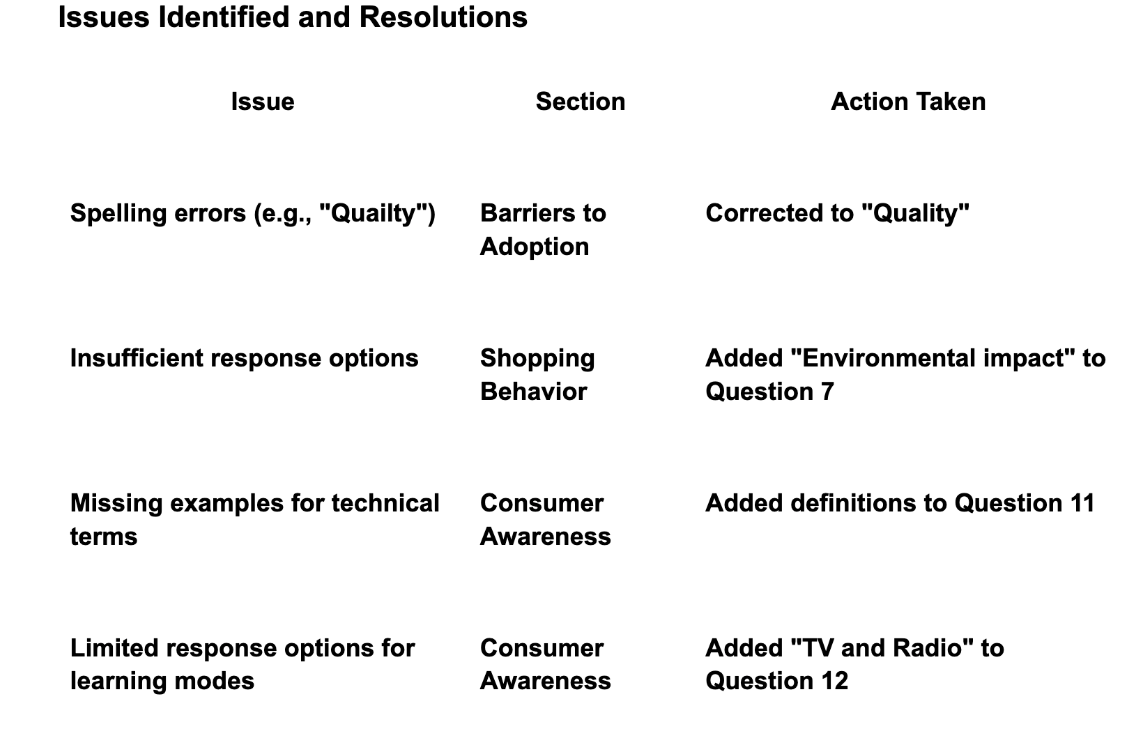 Issues Identified and Resolutions
Issue Section Action Taken
Spelling errors (e.g., "Quailty") Barriers to Corrected to "Quality"
Adoption
Insufficient response options Shopping Added "Environmental impact" to
Behavior Question 7
Missing examples for technical Consumer Added definitions to Question 11
terms Awareness
Limited response options for Consumer Added "TV and Radio" to
learning modes Awareness Question 12